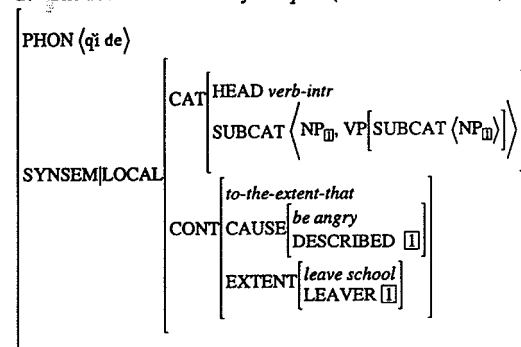 PHON ⟨qǐ de⟩
SYNSEM|LOCAL
CAT
HEAD verb-intr
SUBCAT ⟨NP[1], VP[SUBCAT ⟨NP[1]⟩]⟩
CONT
to-the-extent-that
CAUSE
be angry
DESCRIBED [1]
EXTENT
leave school
LEAVER [1]